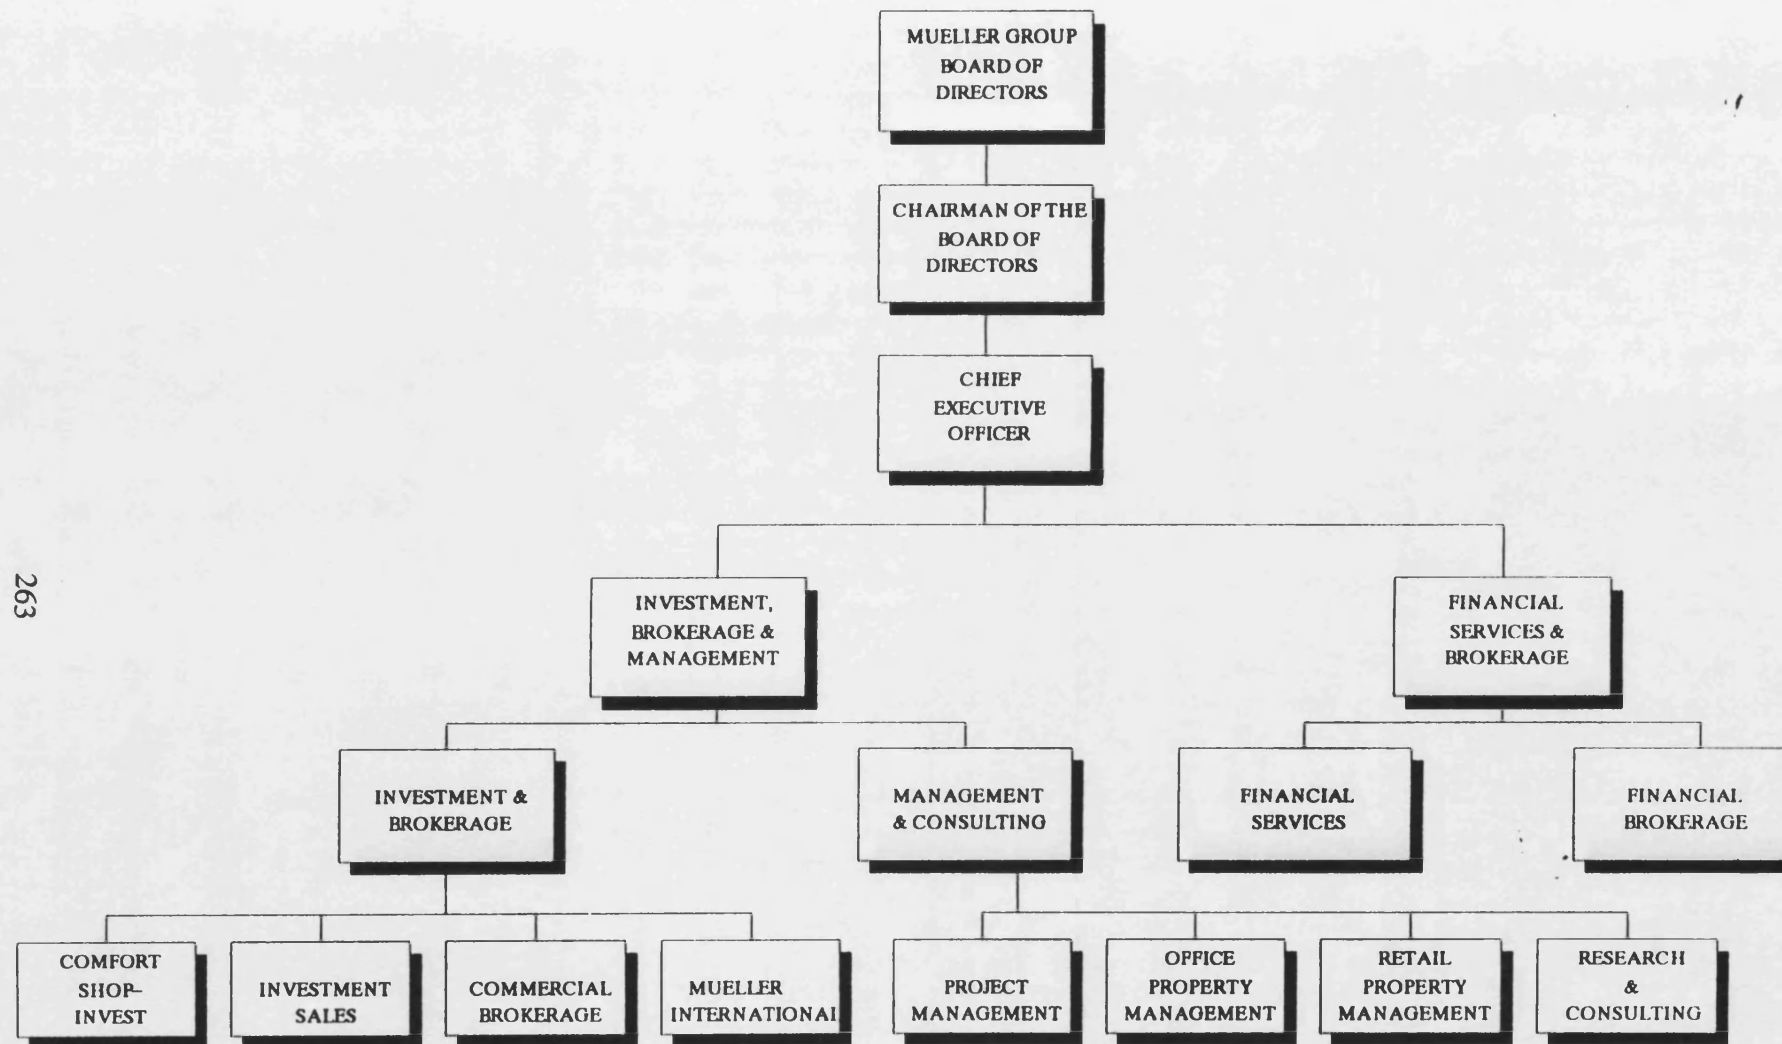 MUELLER GROUP
BOARD OF
DIRECTORS
CHAIRMAN OF THE
BOARD OF
DIRECTORS
CHIEF
EXECUTIVE
OFFICER
263
INVESTMENT,
BROKERAGE &
MANAGEMENT
FINANCIAL
SERVICES &
BROKERAGE
INVESTMENT &
BROKERAGE
MANAGEMENT
& CONSULTING
FINANCIAL
SERVICES
FINANCIAL
BROKERAGE
COMFORT
SHOP–
INVEST
INVESTMENT
SALES
COMMERCIAL
BROKERAGE
MUELLER
INTERNATIONAL
PROJECT
MANAGEMENT
OFFICE
PROPERTY
MANAGEMENT
RETAIL
PROPERTY
MANAGEMENT
RESEARCH
&
CONSULTING